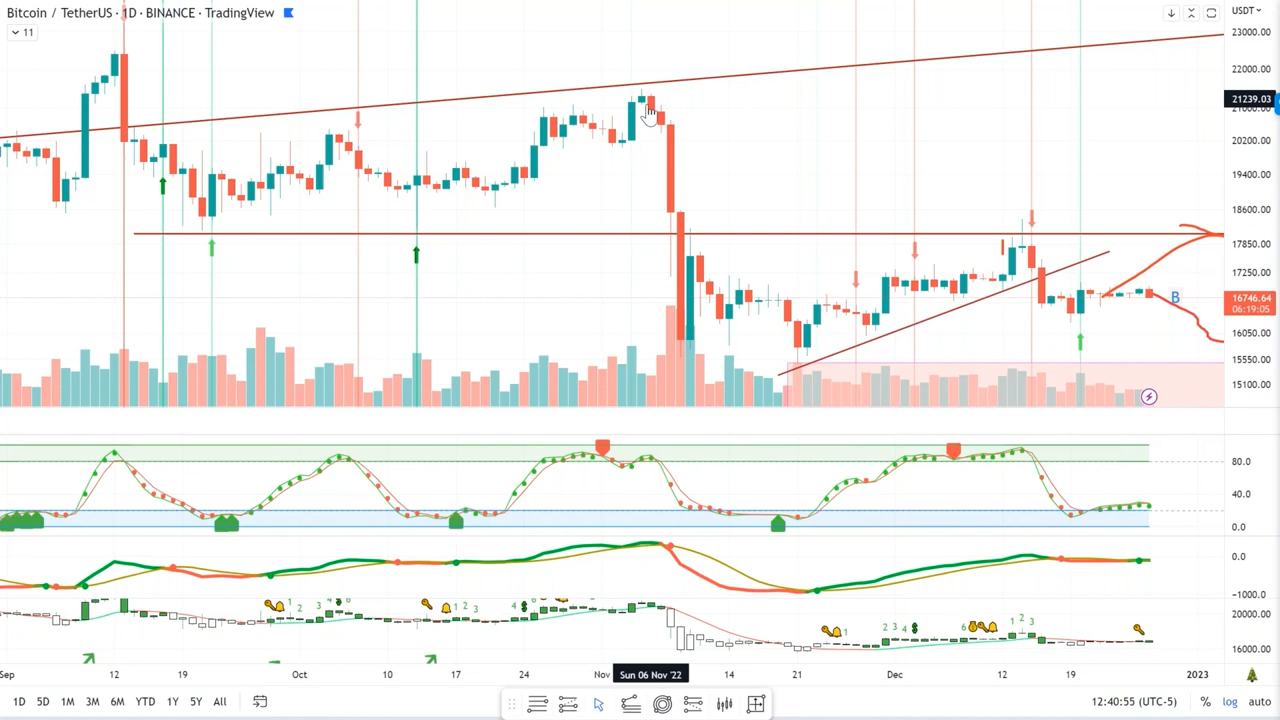 Bitcoin / TetherUS · 1D · BINANCE · TradingView
USDT
11
23000.00
22000.00
21239.03
21000.00
20200.00
19400.00
18600.00
17850.00
17250.00
16746.64
06:19:05
16050.00
15550.00
15100.00
B
80.0
40.0
0.0
0.0
-1000.0
20000.00
16000.00
1 2 3 4 6
1 2 3 4 6
1 2 3 4 6 1 2 3
Sep 12 19 Oct 10 17 24 Nov Sun 06 Nov '22 14 21 Dec 12 19 2023
1D 5D 1M 3M 6M YTD 1Y 5Y All
12:40:55 (UTC-5) % log auto